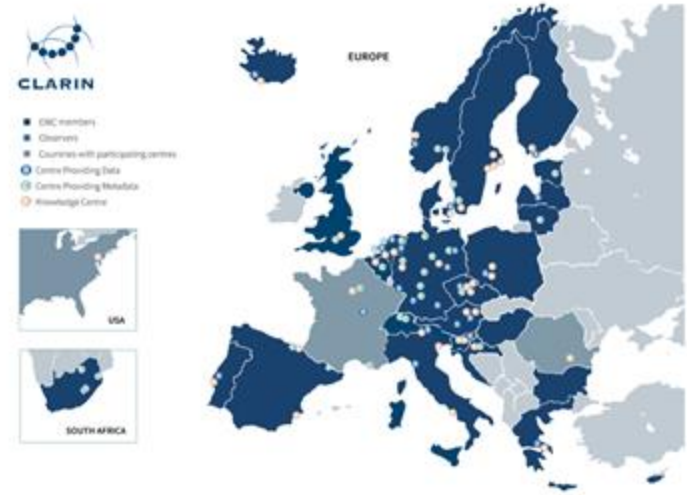 CLARIN
EUROPE
ERIC members
Observers
Countries with participating centres
Centre Providing Data
Centre Providing Metadata
Knowledge Centre
USA
SOUTH AFRICA